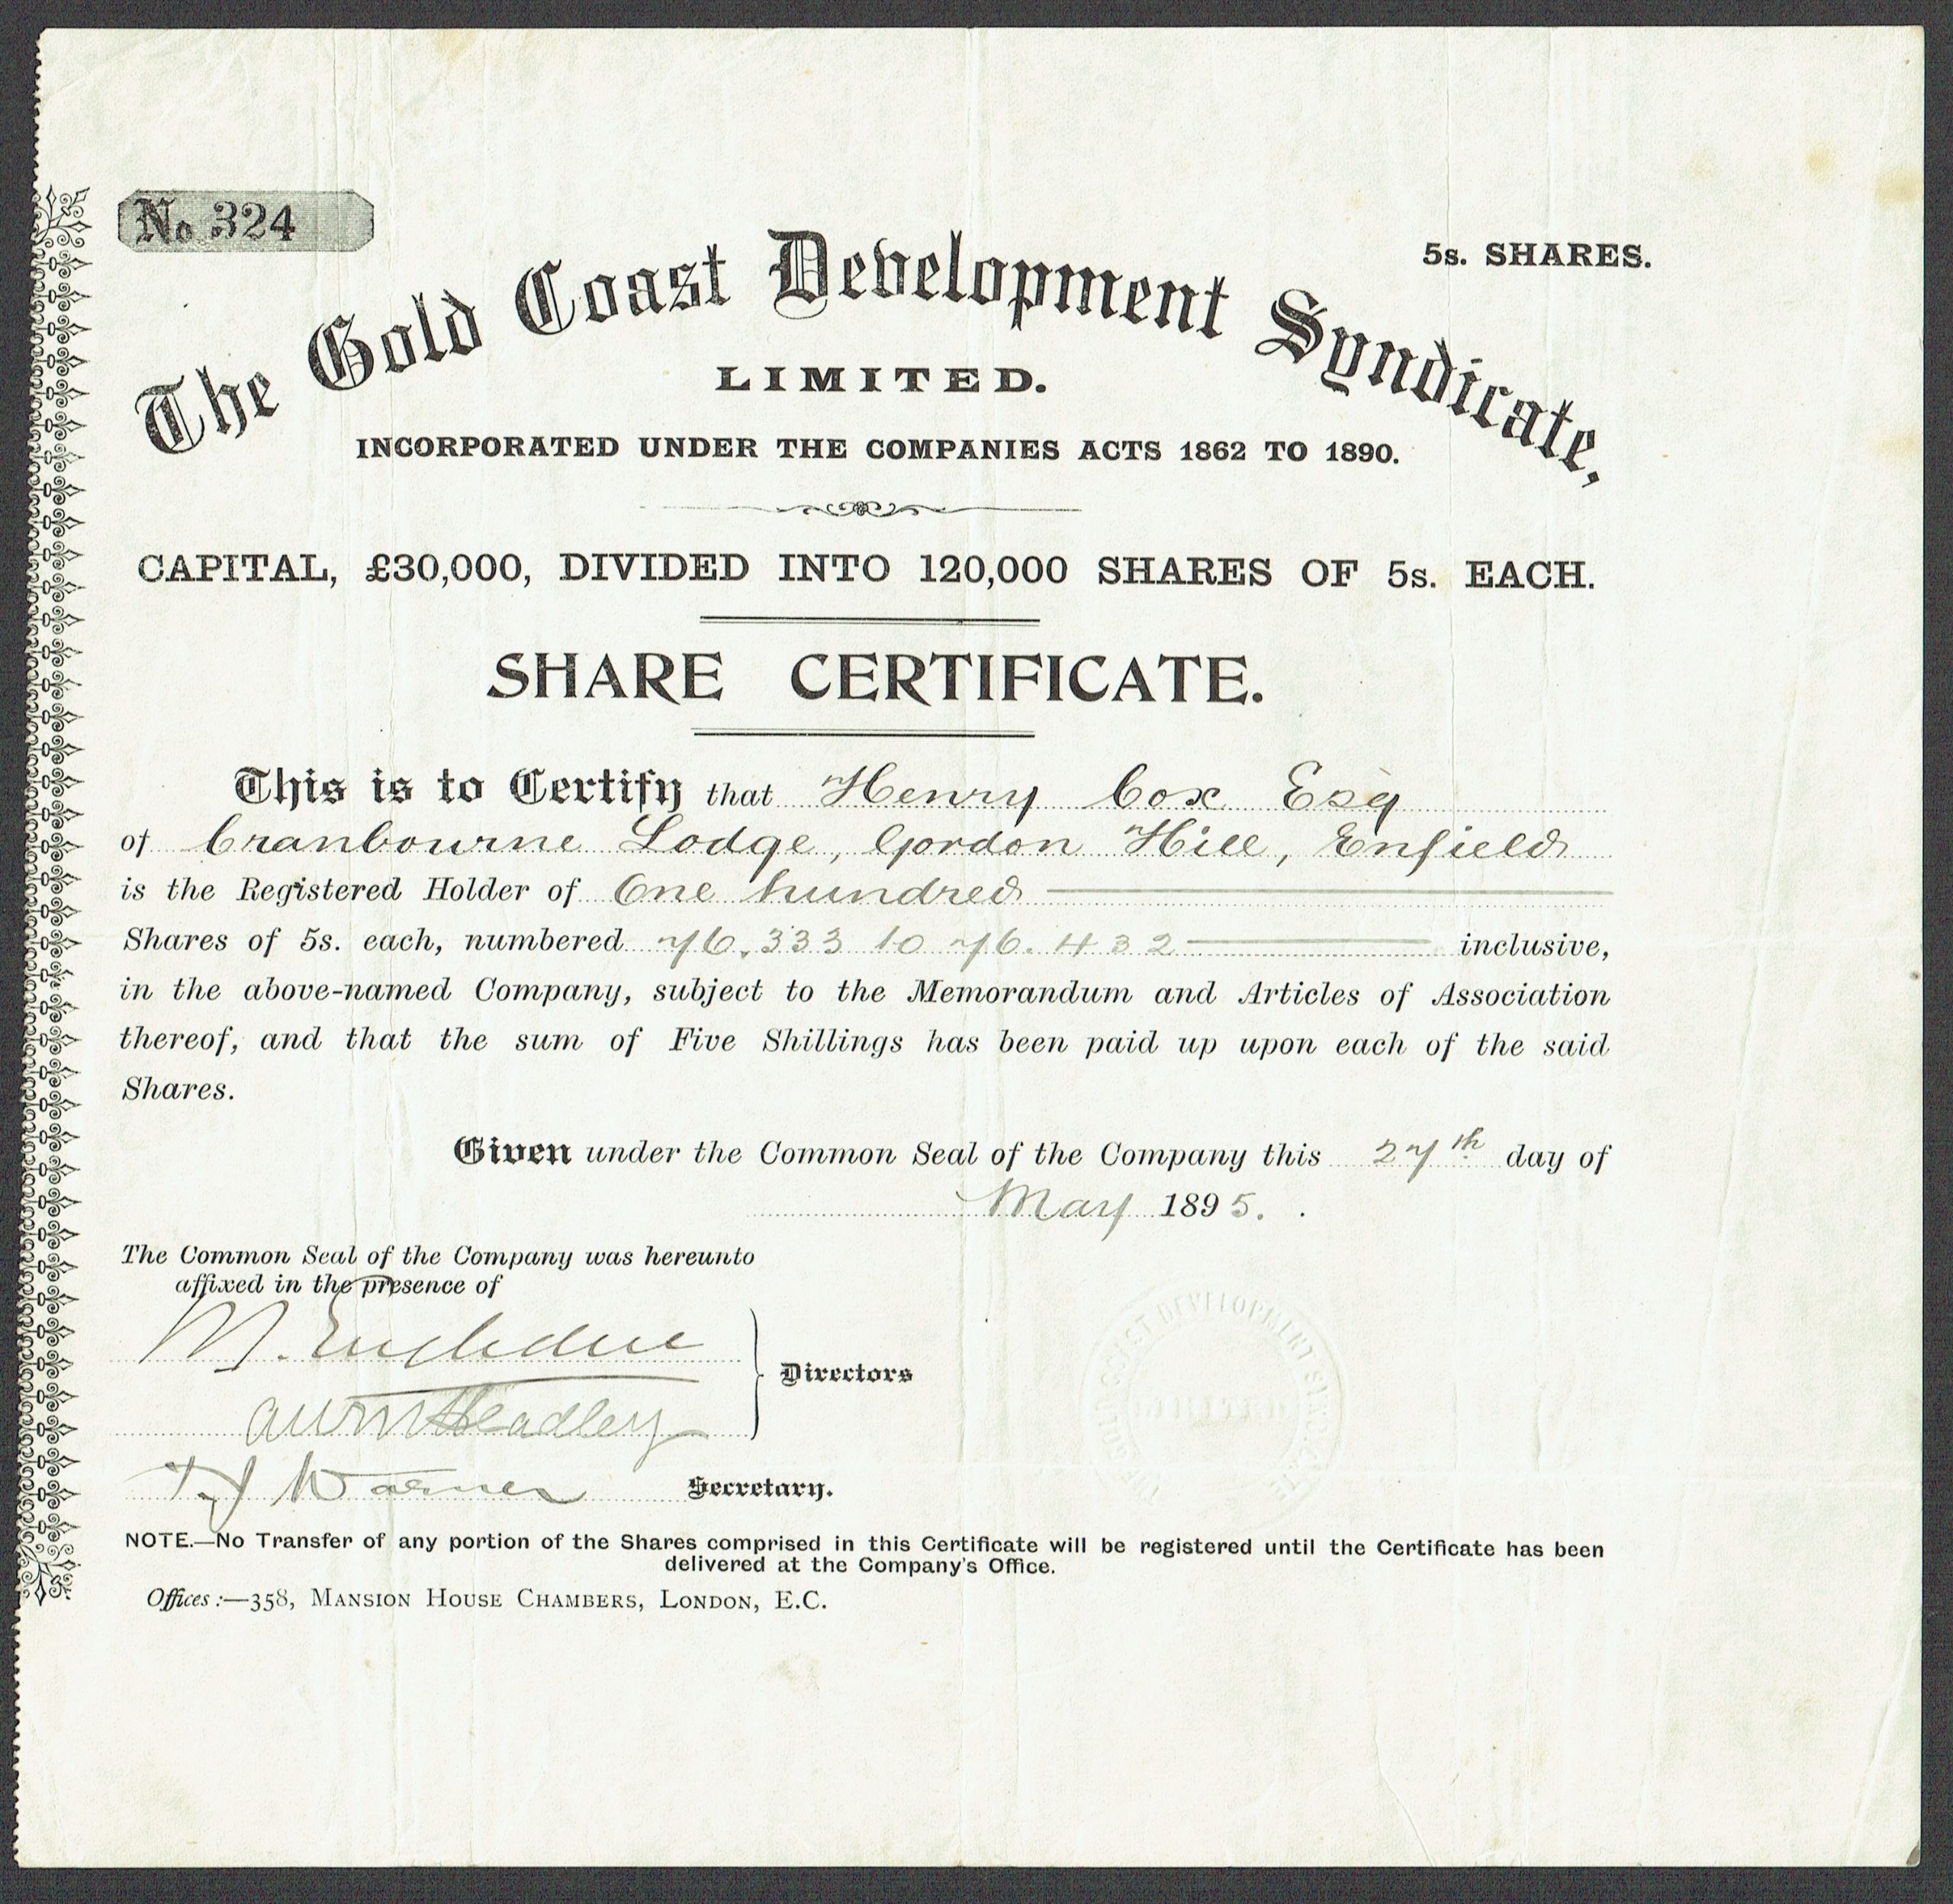 No 324
5s. SHARES.
The Gold Coast Development Syndicate,
LIMITED.
INCORPORATED UNDER THE COMPANIES ACTS 1862 TO 1890.
CAPITAL, £30,000, DIVIDED INTO 120,000 SHARES OF 5s. EACH.
SHARE CERTIFICATE.
This is to Certify that Henry Cox Esq
of Cranbourne Lodge, Gordon Hill, Enfield
is the Registered Holder of One hundred
Shares of 5s. each, numbered 76.333 to 76.432 inclusive,
in the above-named Company, subject to the Memorandum and Articles of Association
thereof, and that the sum of Five Shillings has been paid up upon each of the said
Shares.
Given under the Common Seal of the Company this 27th day of
May 1895.
The Common Seal of the Company was hereunto
affixed in the presence of
M.
Directors
Headley
Warner Secretary.
NOTE.—No Transfer of any portion of the Shares comprised in this Certificate will be registered until the Certificate has been
delivered at the Company's Office.
Offices:—358, MANSION HOUSE CHAMBERS, LONDON, E.C.